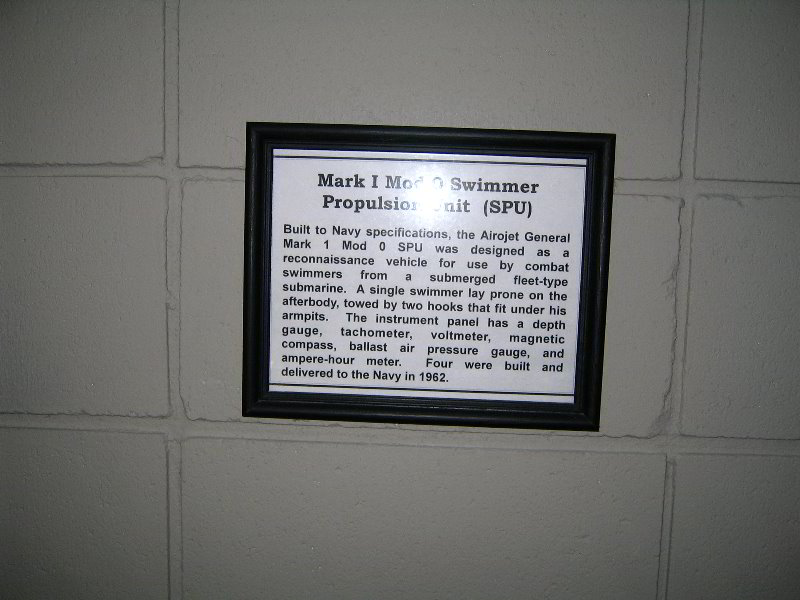 Mark I Mod 0 Swimmer
Propulsion Unit (SPU)
Built to Navy specifications, the Airojet General
Mark 1 Mod 0 SPU was designed as a
reconnaissance vehicle for use by combat
swimmers from a submerged fleet-type
submarine. A single swimmer lay prone on the
afterbody, towed by two hooks that fit under his
armpits. The instrument panel has a depth
gauge, tachometer, voltmeter, magnetic
compass, ballast air pressure gauge, and
ampere-hour meter. Four were built and
delivered to the Navy in 1962.